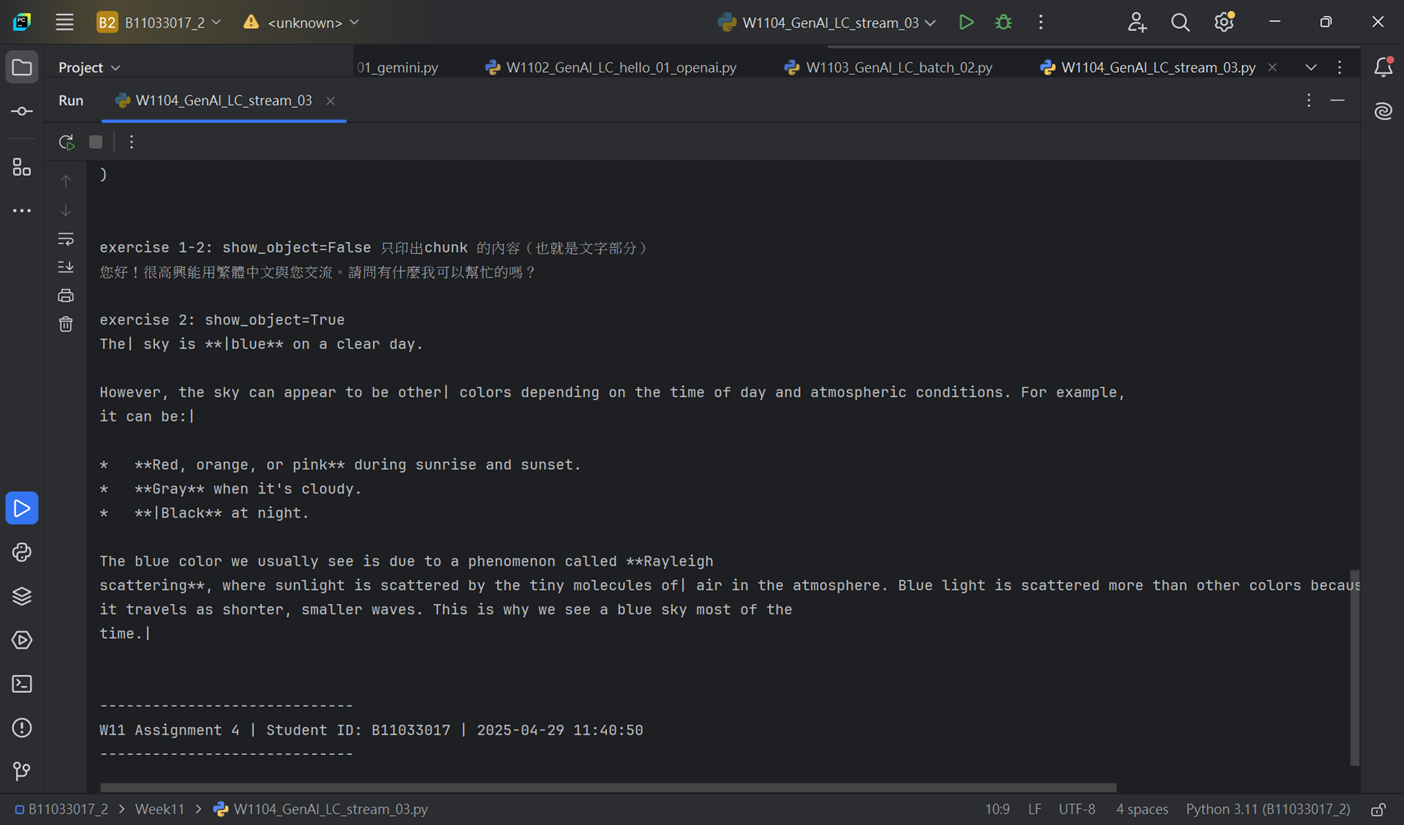 PC
B2 B11033017_2 <unknown> W1104_GenAI_LC_stream_03
Project 01_gemini.py W1102_GenAI_LC_hello_01_openai.py W1103_GenAI_LC_batch_02.py W1104_GenAI_LC_stream_03.py
Run W1104_GenAI_LC_stream_03
)
exercise 1-2: show_object=False 只印出chunk 的內容（也就是文字部分）
您好！很高興能用繁體中文與您交流。請問有什麼我可以幫忙的嗎？
exercise 2: show_object=True
The| sky is **|blue** on a clear day.
However, the sky can appear to be other| colors depending on the time of day and atmospheric conditions. For example,
it can be:|
*   **Red, orange, or pink** during sunrise and sunset.
*   **Gray** when it's cloudy.
*   **|Black** at night.
The blue color we usually see is due to a phenomenon called **Rayleigh
scattering**, where sunlight is scattered by the tiny molecules of| air in the atmosphere. Blue light is scattered more than other colors becaus
it travels as shorter, smaller waves. This is why we see a blue sky most of the
time.|
-----------------------------
W11 Assignment 4 | Student ID: B11033017 | 2025-04-29 11:40:50
-----------------------------
B11033017_2 > Week11 > W1104_GenAI_LC_stream_03.py 10:9 LF UTF-8 4 spaces Python 3.11 (B11033017_2)